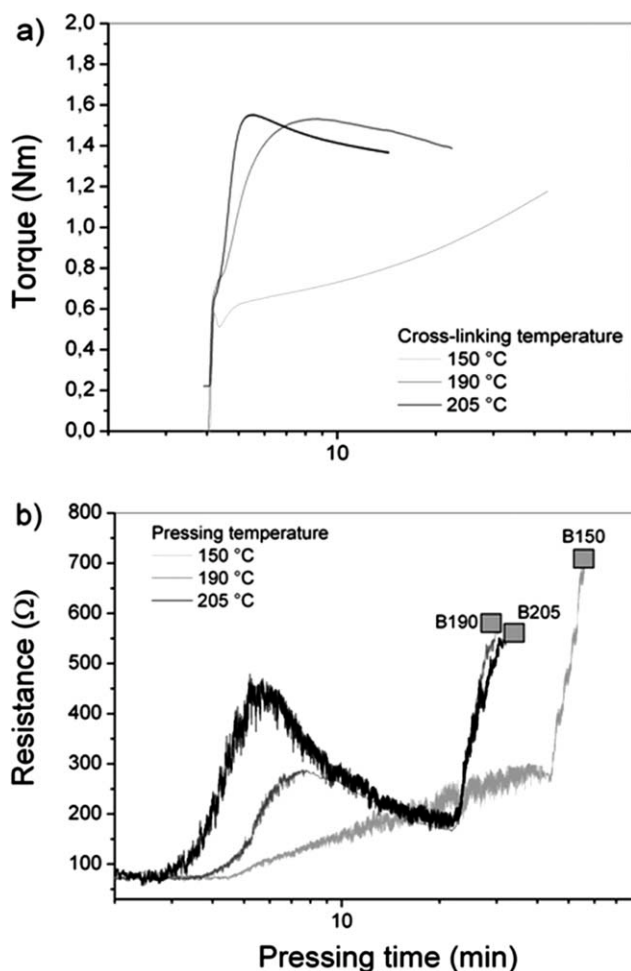 a)
2,0
1,8
1,6
1,4
1,2
1,0
0,8
0,6
0,4
0,2
0,0
Torque (Nm)
Cross-linking temperature
150 °C
190 °C
205 °C
10
b)
800
700
600
500
400
300
200
100
Resistance (Ω)
Pressing temperature
150 °C
190 °C
205 °C
B150
B190
B205
10
Pressing time (min)